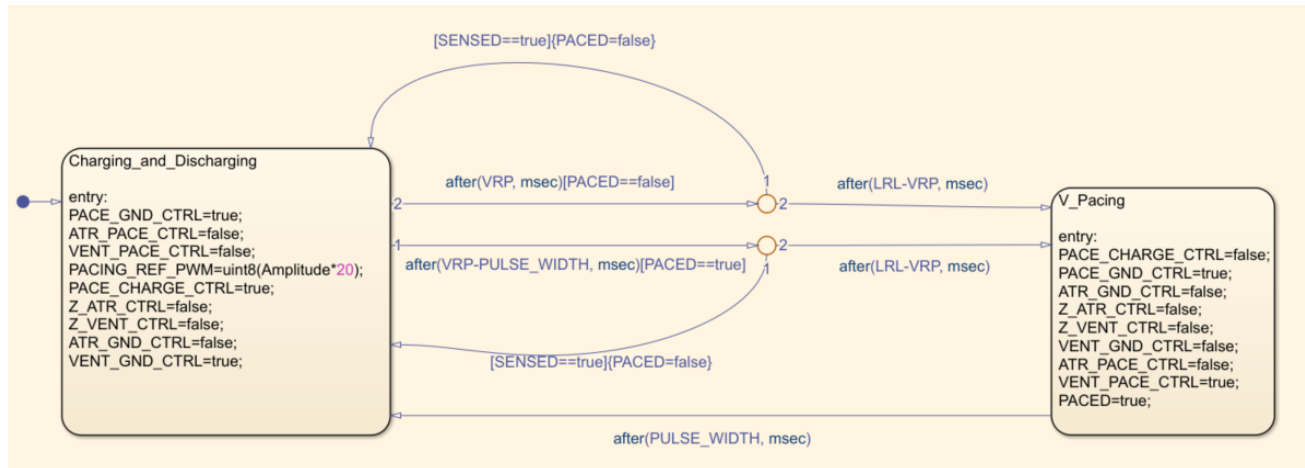 [SENSED==true]{PACED=false}
Charging_and_Discharging
entry:
PACE_GND_CTRL=true;
ATR_PACE_CTRL=false;
VENT_PACE_CTRL=false;
PACING_REF_PWM=uint8(Amplitude*20);
PACE_CHARGE_CTRL=true;
Z_ATR_CTRL=false;
Z_VENT_CTRL=false;
ATR_GND_CTRL=false;
VENT_GND_CTRL=true;
2
after(VRP, msec)[PACED==false]
1
2
after(LRL-VRP, msec)
1
after(VRP-PULSE_WIDTH, msec)[PACED==true]
2
1
after(LRL-VRP, msec)
[SENSED==true]{PACED=false}
after(PULSE_WIDTH, msec)
V_Pacing
entry:
PACE_CHARGE_CTRL=false;
PACE_GND_CTRL=true;
ATR_GND_CTRL=false;
Z_ATR_CTRL=false;
Z_VENT_CTRL=false;
VENT_GND_CTRL=false;
ATR_PACE_CTRL=false;
VENT_PACE_CTRL=true;
PACED=true;